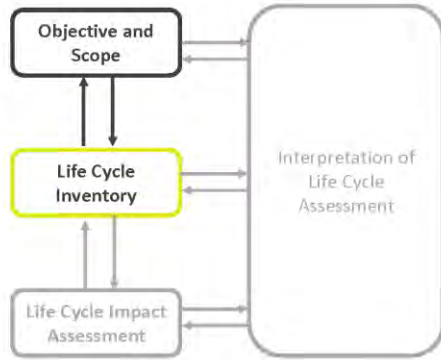 Objective and
Scope
Life Cycle
Inventory
Interpretation of
Life Cycle
Assessment
Life Cycle Impact
Assessment